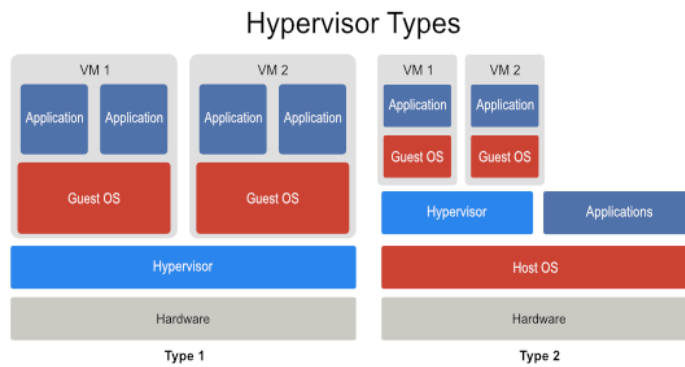 Hypervisor Types
VM 1
VM 2
Application
Application
Application
Application
Guest OS
Guest OS
Hypervisor
Hardware
Type 1
VM 1
VM 2
Application
Application
Guest OS
Guest OS
Hypervisor
Applications
Host OS
Hardware
Type 2